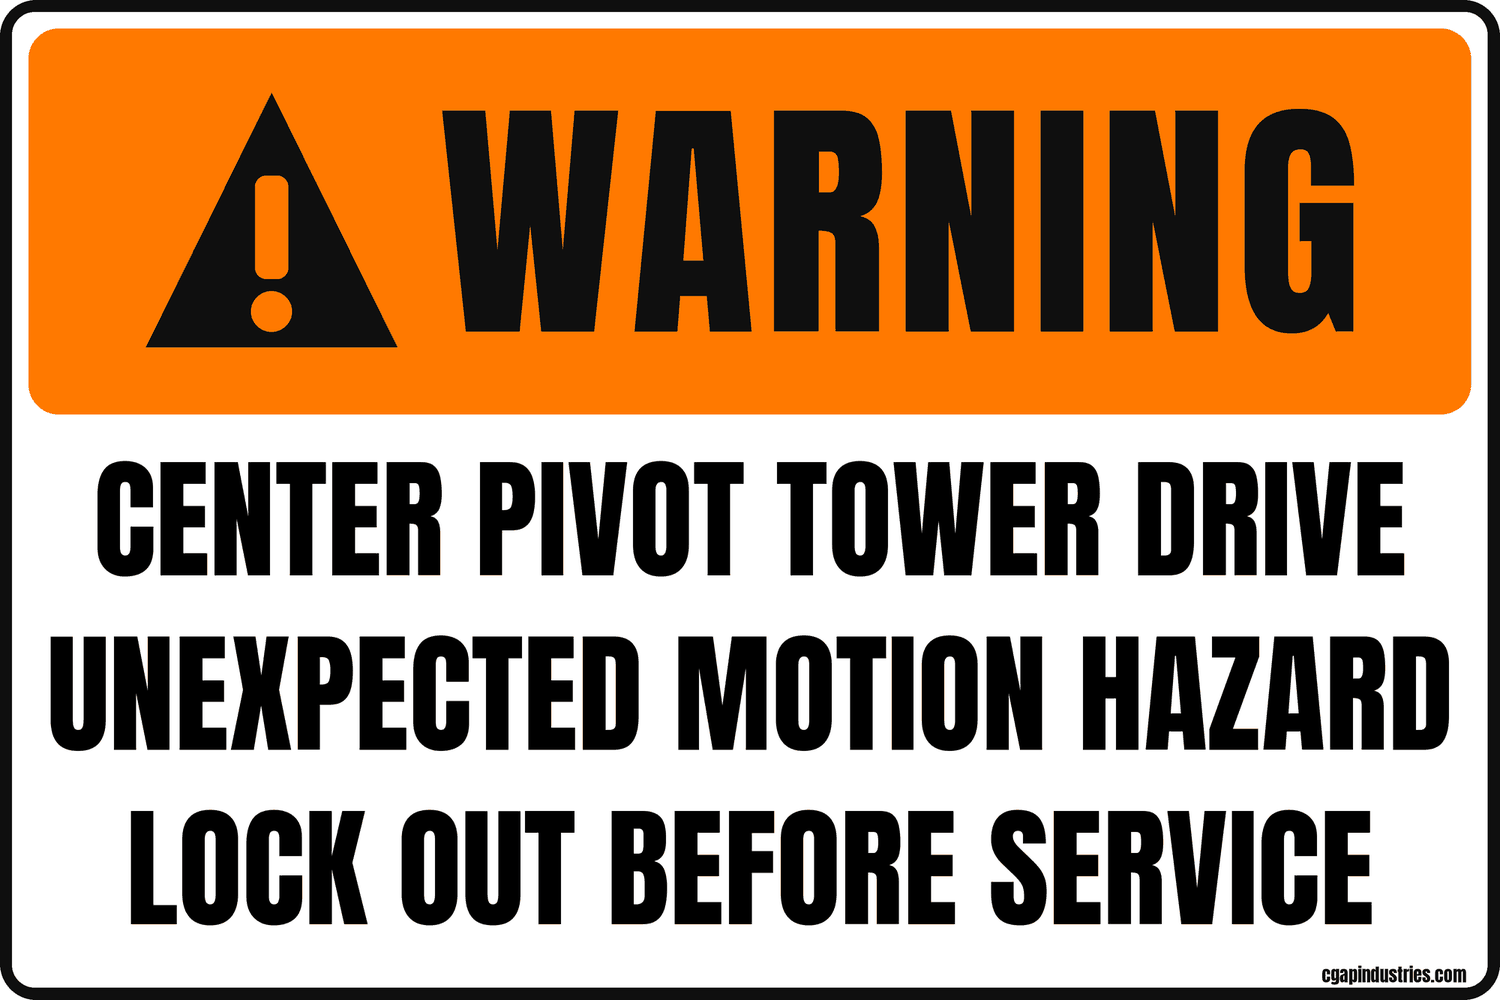 WARNING
CENTER PIVOT TOWER DRIVE
UNEXPECTED MOTION HAZARD
LOCK OUT BEFORE SERVICE
cgapindustries.com